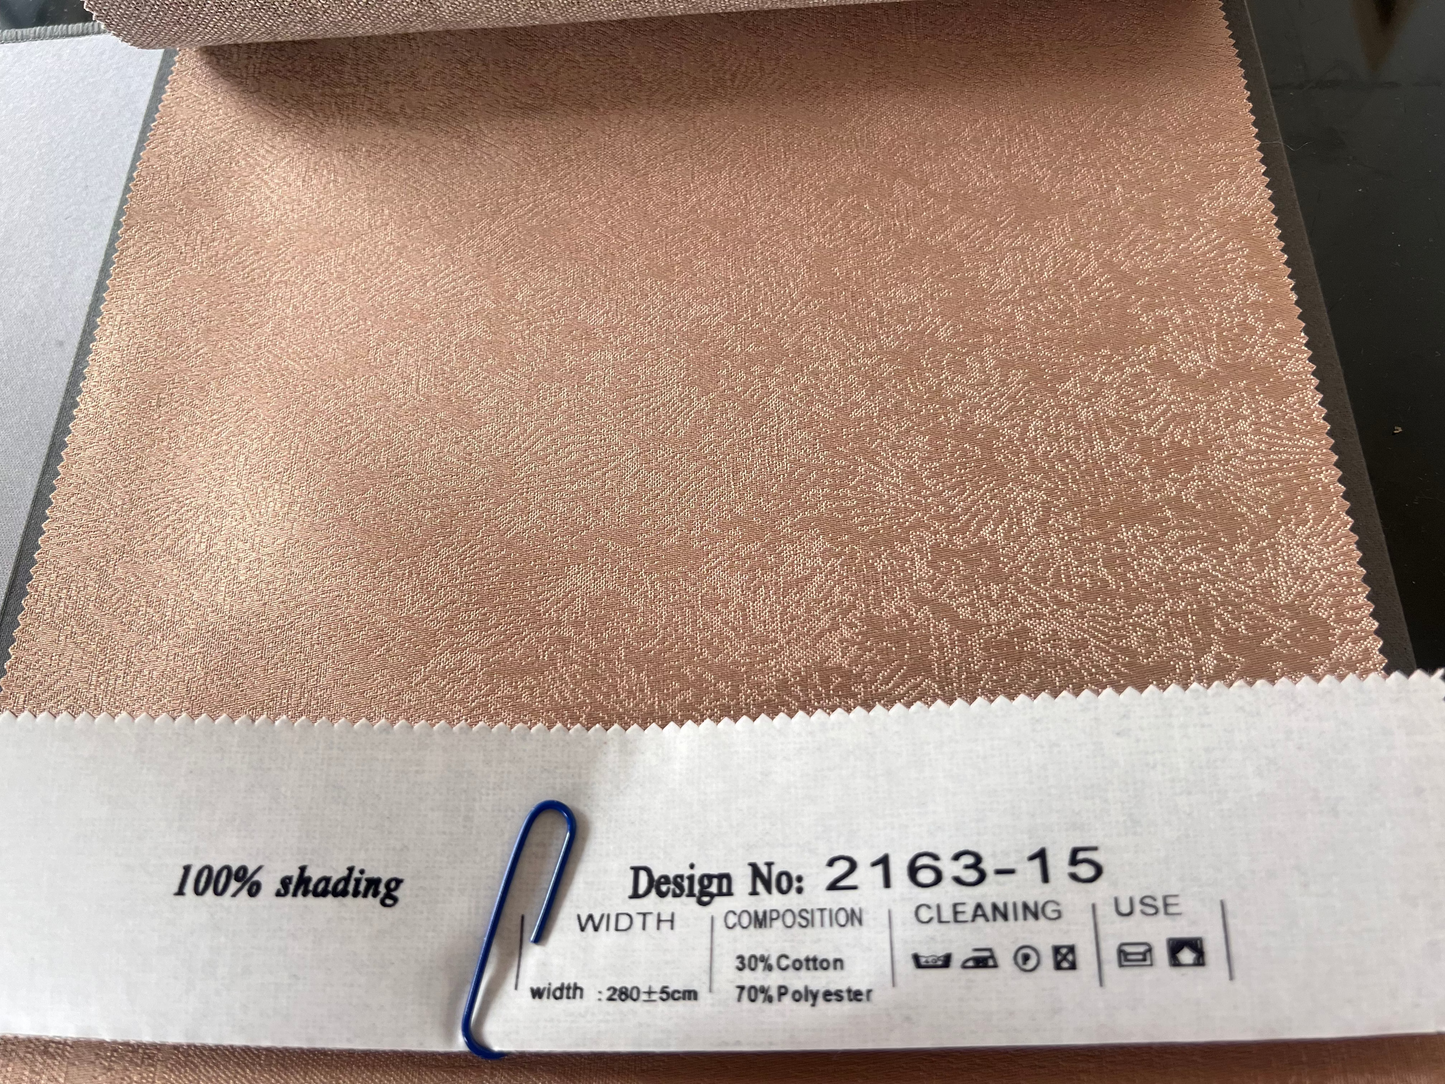 100% shading
Design No: 2163-15
WIDTH COMPOSITION CLEANING USE
30%Cotton
width :280±5cm 70%Polyester